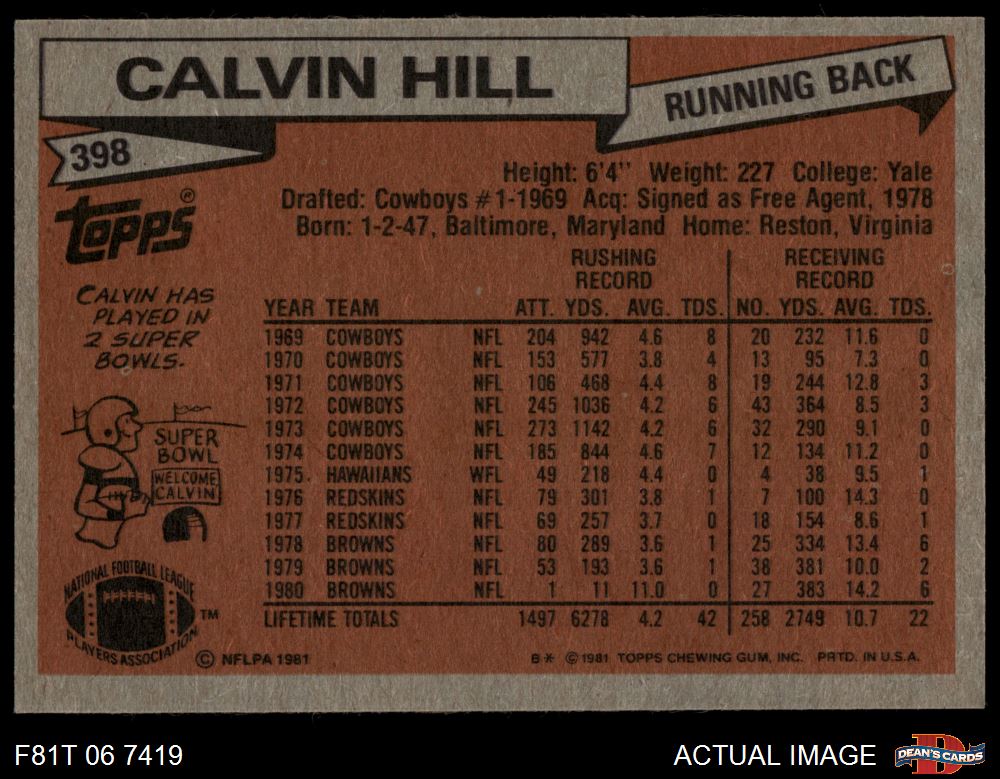 CALVIN HILL
RUNNING BACK
398
TOPPS®
Height: 6'4" Weight: 227 College: Yale
Drafted: Cowboys #1-1969 Acq: Signed as Free Agent, 1978
Born: 1-2-47, Baltimore, Maryland Home: Reston, Virginia
CALVIN HAS
PLAYED IN
2 SUPER
BOWLS.
SUPER
BOWL
WELCOME
CALVIN
RUSHING RECEIVING
RECORD RECORD
YEAR TEAM ATT. YDS. AVG. TDS. NO. YDS. AVG. TDS.
1969 COWBOYS NFL 204 942 4.6 8 20 232 11.6 0
1970 COWBOYS NFL 153 577 3.8 4 13 95 7.3 0
1971 COWBOYS NFL 106 468 4.4 8 19 244 12.8 3
1972 COWBOYS NFL 245 1036 4.2 6 43 364 8.5 3
1973 COWBOYS NFL 273 1142 4.2 6 32 290 9.1 0
1974 COWBOYS NFL 185 844 4.6 7 12 134 11.2 0
1975 HAWAIIANS WFL 49 218 4.4 0 4 38 9.5 1
1976 REDSKINS NFL 79 301 3.8 1 7 100 14.3 0
1977 REDSKINS NFL 69 257 3.7 0 18 154 8.6 1
1978 BROWNS NFL 80 289 3.6 1 25 334 13.4 6
1979 BROWNS NFL 53 193 3.6 1 38 381 10.0 2
1980 BROWNS NFL 1 11 11.0 0 27 383 14.2 6
LIFETIME TOTALS 1497 6278 4.2 42 258 2749 10.7 22
NATIONAL FOOTBALL LEAGUE
PLAYERS ASSOCIATION
TM
© NFLPA 1981
B* © 1981 TOPPS CHEWING GUM, INC. PRTD. IN U.S.A.
F81T 06 7419
ACTUAL IMAGE
D
DEAN'S CARDS